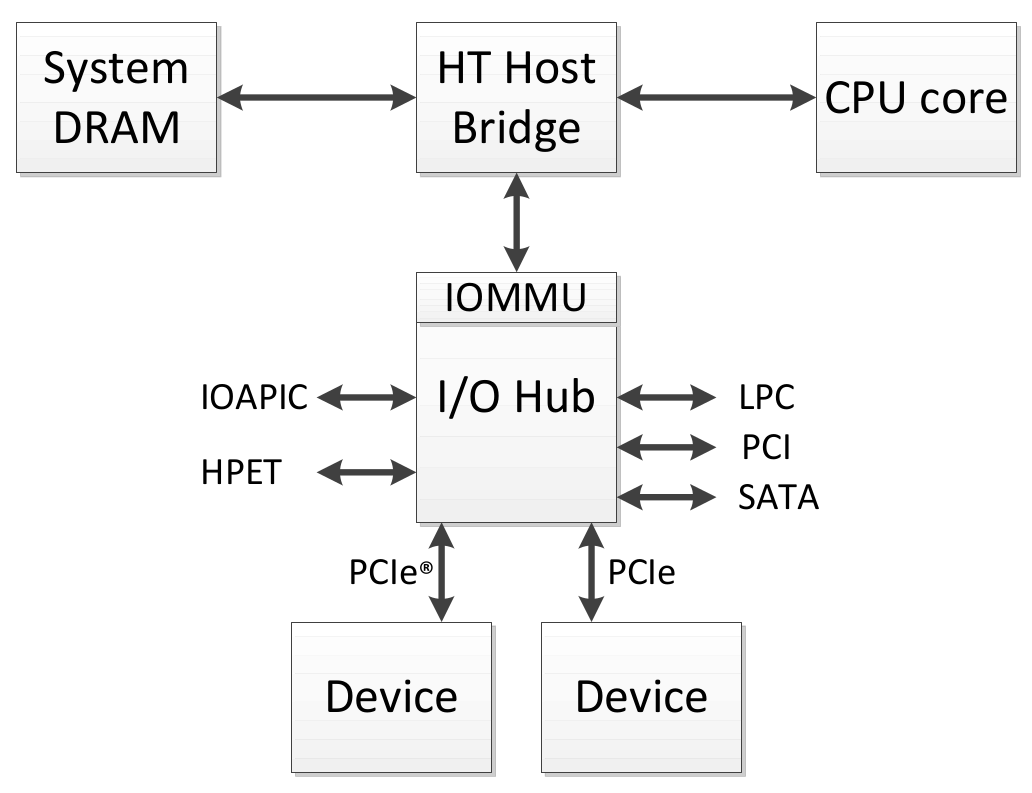 System
DRAM
HT Host
Bridge
CPU core
IOMMU
I/O Hub
IOAPIC
HPET
LPC
PCI
SATA
PCIe®
PCIe
Device
Device